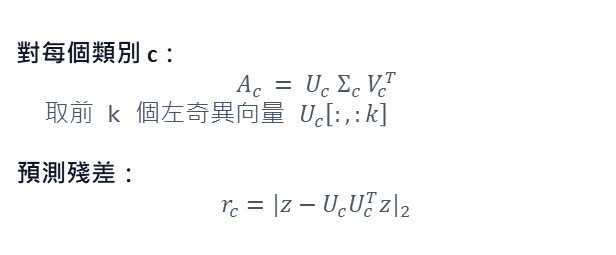 對每個類別 c：
A_c = U_c Σ_c V_c^T
取前 k 個左奇異向量 U_c[:,:k]
預測殘差：
r_c = |z − U_c U_c^T z|_2